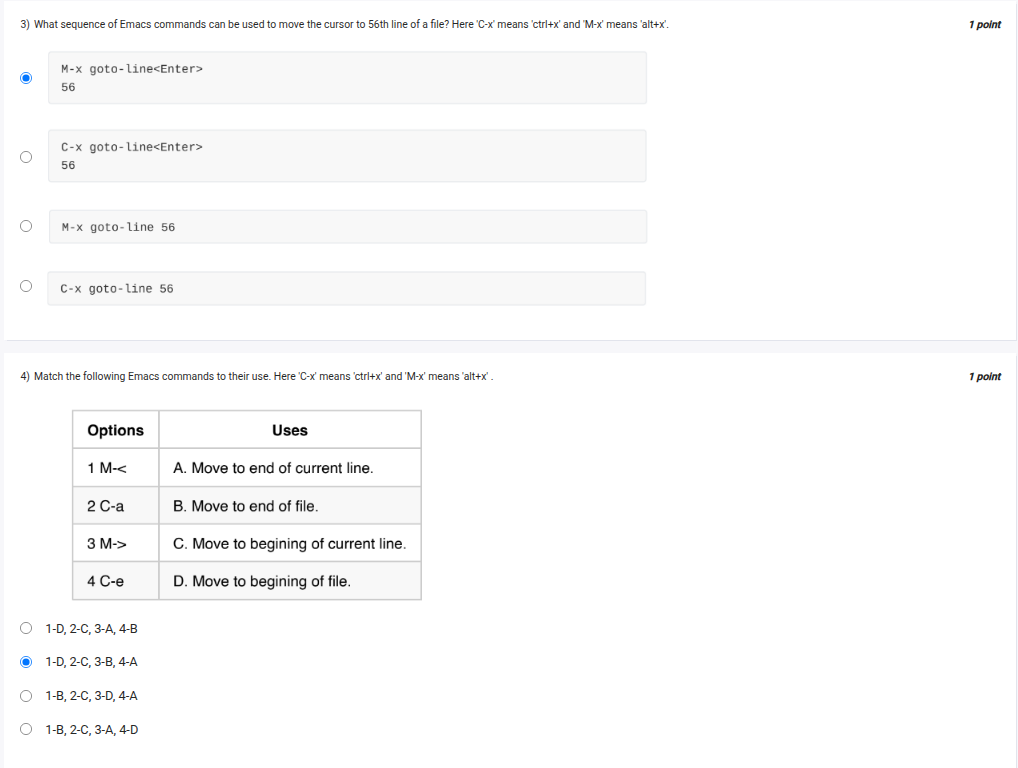 3) What sequence of Emacs commands can be used to move the cursor to 56th line of a file? Here 'C-x' means 'ctrl+x' and 'M-x' means 'alt+x'.
1 point
M-x goto-line<Enter>
56
C-x goto-line<Enter>
56
M-x goto-line 56
C-x goto-line 56
4) Match the following Emacs commands to their use. Here 'C-x' means 'ctrl+x' and 'M-x' means 'alt+x' .
1 point
Options Uses
1 M-< A. Move to end of current line.
2 C-a B. Move to end of file.
3 M-> C. Move to begining of current line.
4 C-e D. Move to begining of file.
1-D, 2-C, 3-A, 4-B
1-D, 2-C, 3-B, 4-A
1-B, 2-C, 3-D, 4-A
1-B, 2-C, 3-A, 4-D